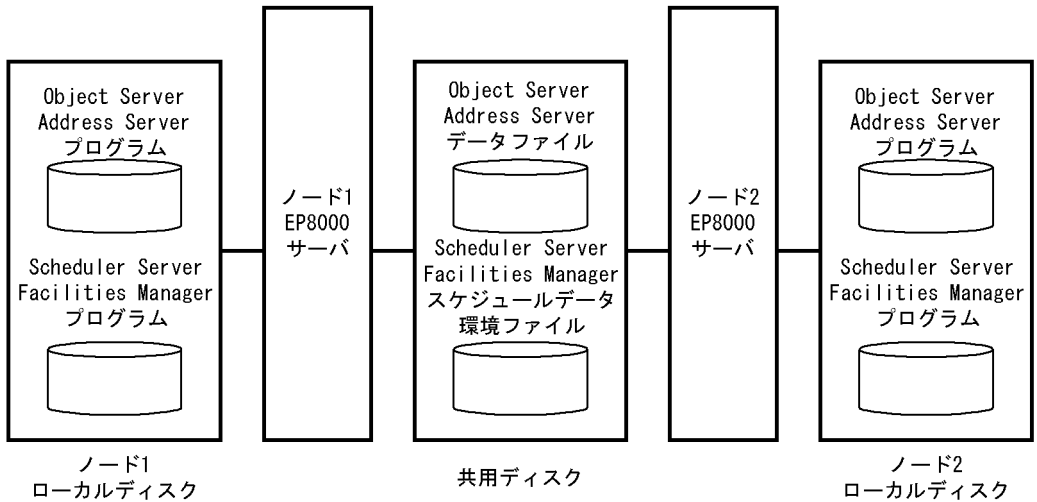 Object Server
Address Server
プログラム
Scheduler Server
Facilities Manager
プログラム
ノード1
ローカルディスク
ノード1
EP8000
サーバ
Object Server
Address Server
データファイル
Scheduler Server
Facilities Manager
スケジュールデータ
環境ファイル
共用ディスク
ノード2
EP8000
サーバ
Object Server
Address Server
プログラム
Scheduler Server
Facilities Manager
プログラム
ノード2
ローカルディスク